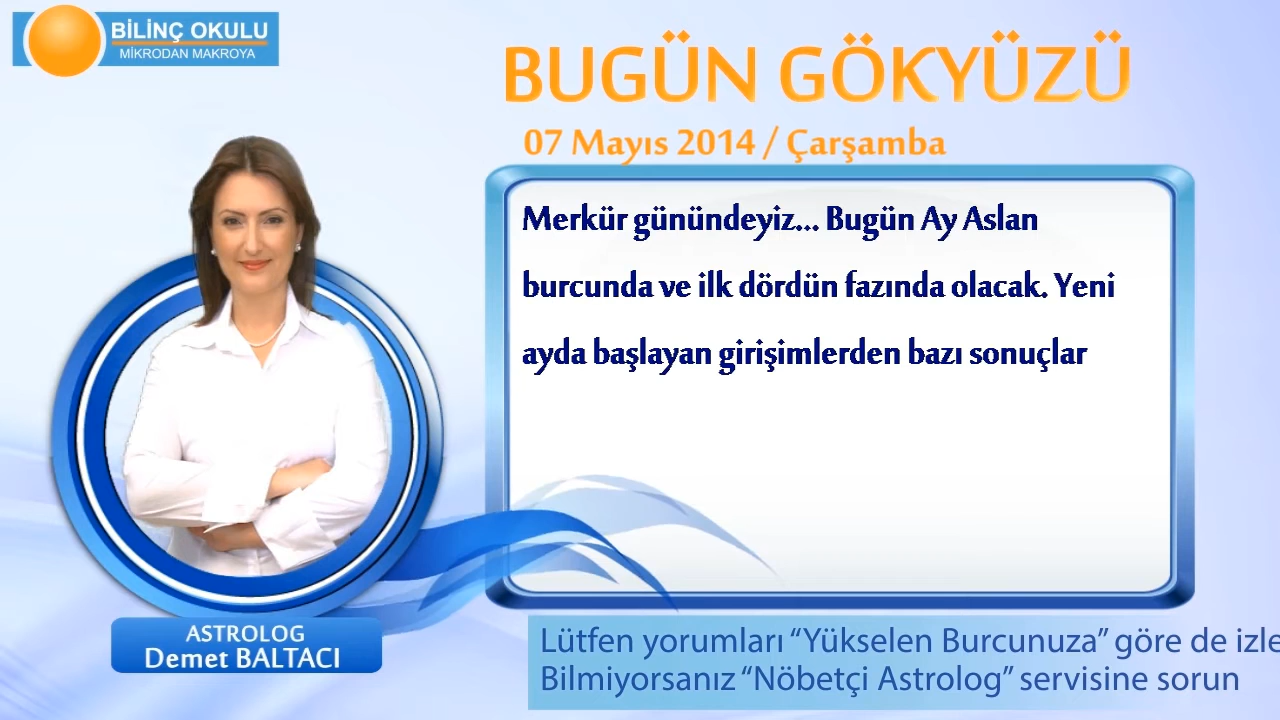 BİLİNÇ OKULU
MİKRODAN MAKROYA
BUGÜN GÖKYÜZÜ
07 Mayıs 2014 / Çarşamba
Merkür günündeyiz... Bugün Ay Aslan
burcunda ve ilk dördün fazında olacak. Yeni
ayda başlayan girişimlerden bazı sonuçlar
ASTROLOG
Demet BALTACI
Lütfen yorumları “Yükselen Burcunuza” göre de izle
Bilmiyorsanız “Nöbetçi Astrolog” servisine sorun